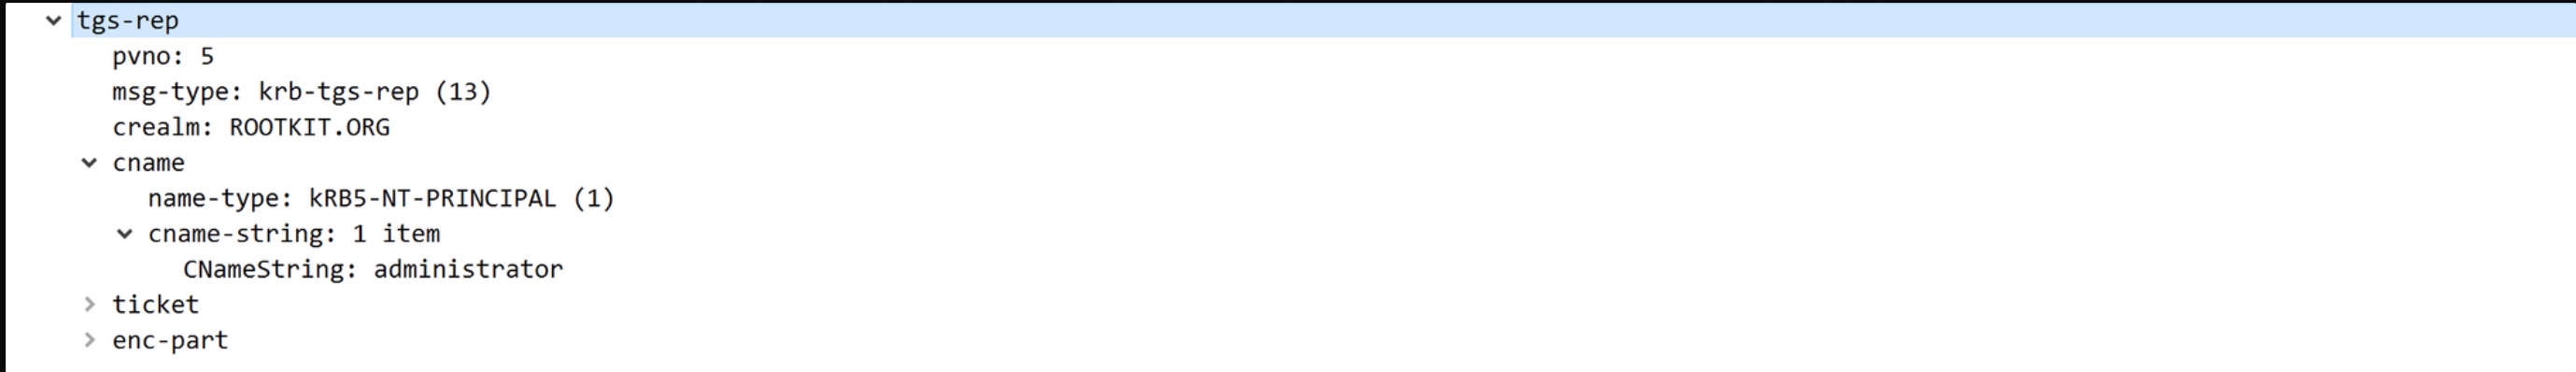 tgs-rep
pvno: 5
msg-type: krb-tgs-rep (13)
crealm: ROOTKIT.ORG
cname
name-type: kRB5-NT-PRINCIPAL (1)
cname-string: 1 item
CNameString: administrator
ticket
enc-part